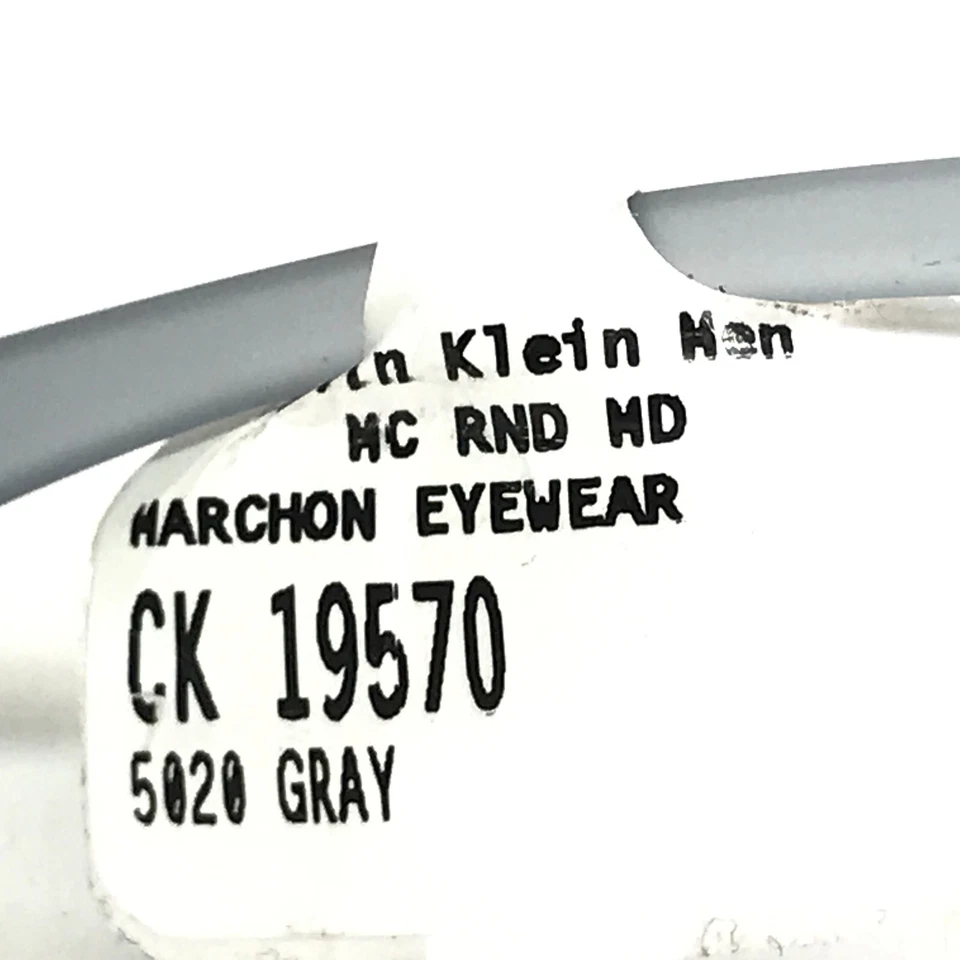 Klein Men
MC RND MD
MARCHON EYEWEAR
CK 19570
5020 GRAY